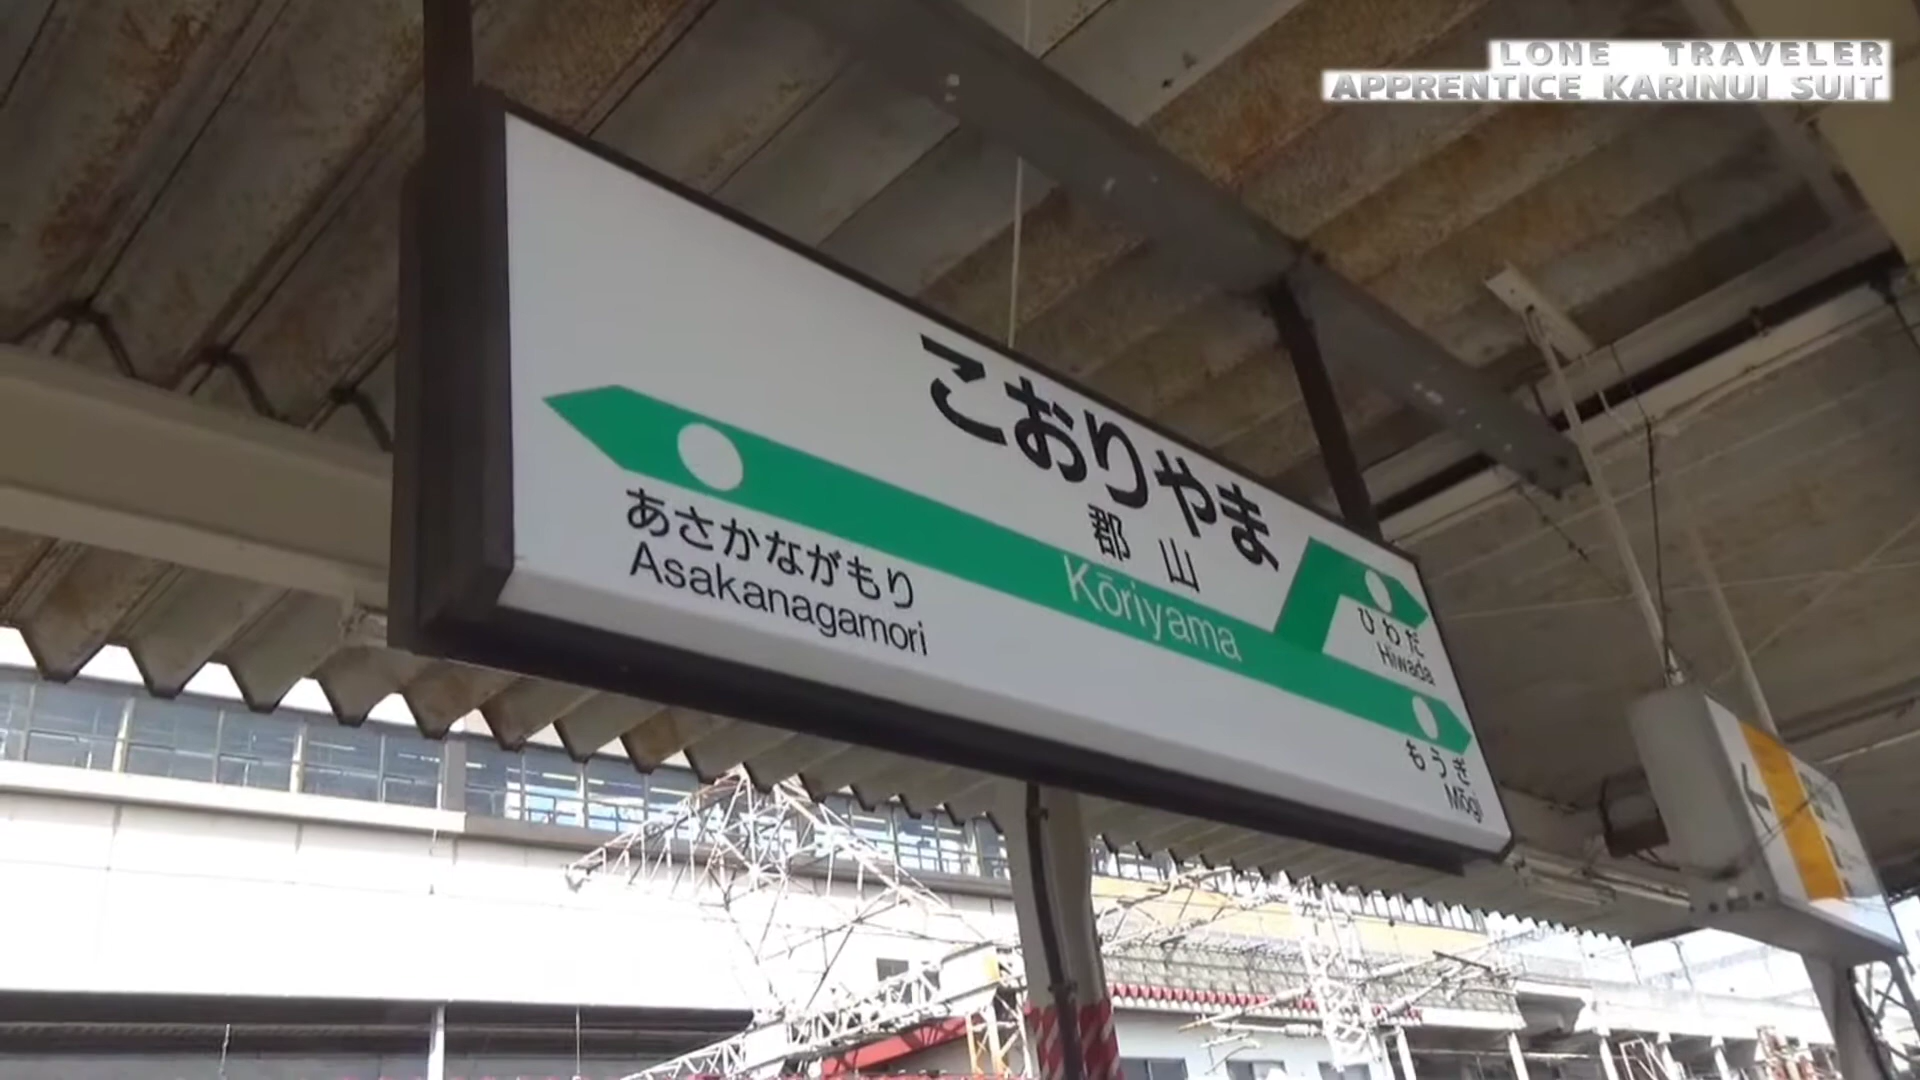 LONE TRAVELER
APPRENTICE KARINUI SUIT
こおりやま
郡山
Kōriyama
あさかながもり
Asakanagamori
ひわだ
Hiwada
もうぎ
Mōgi